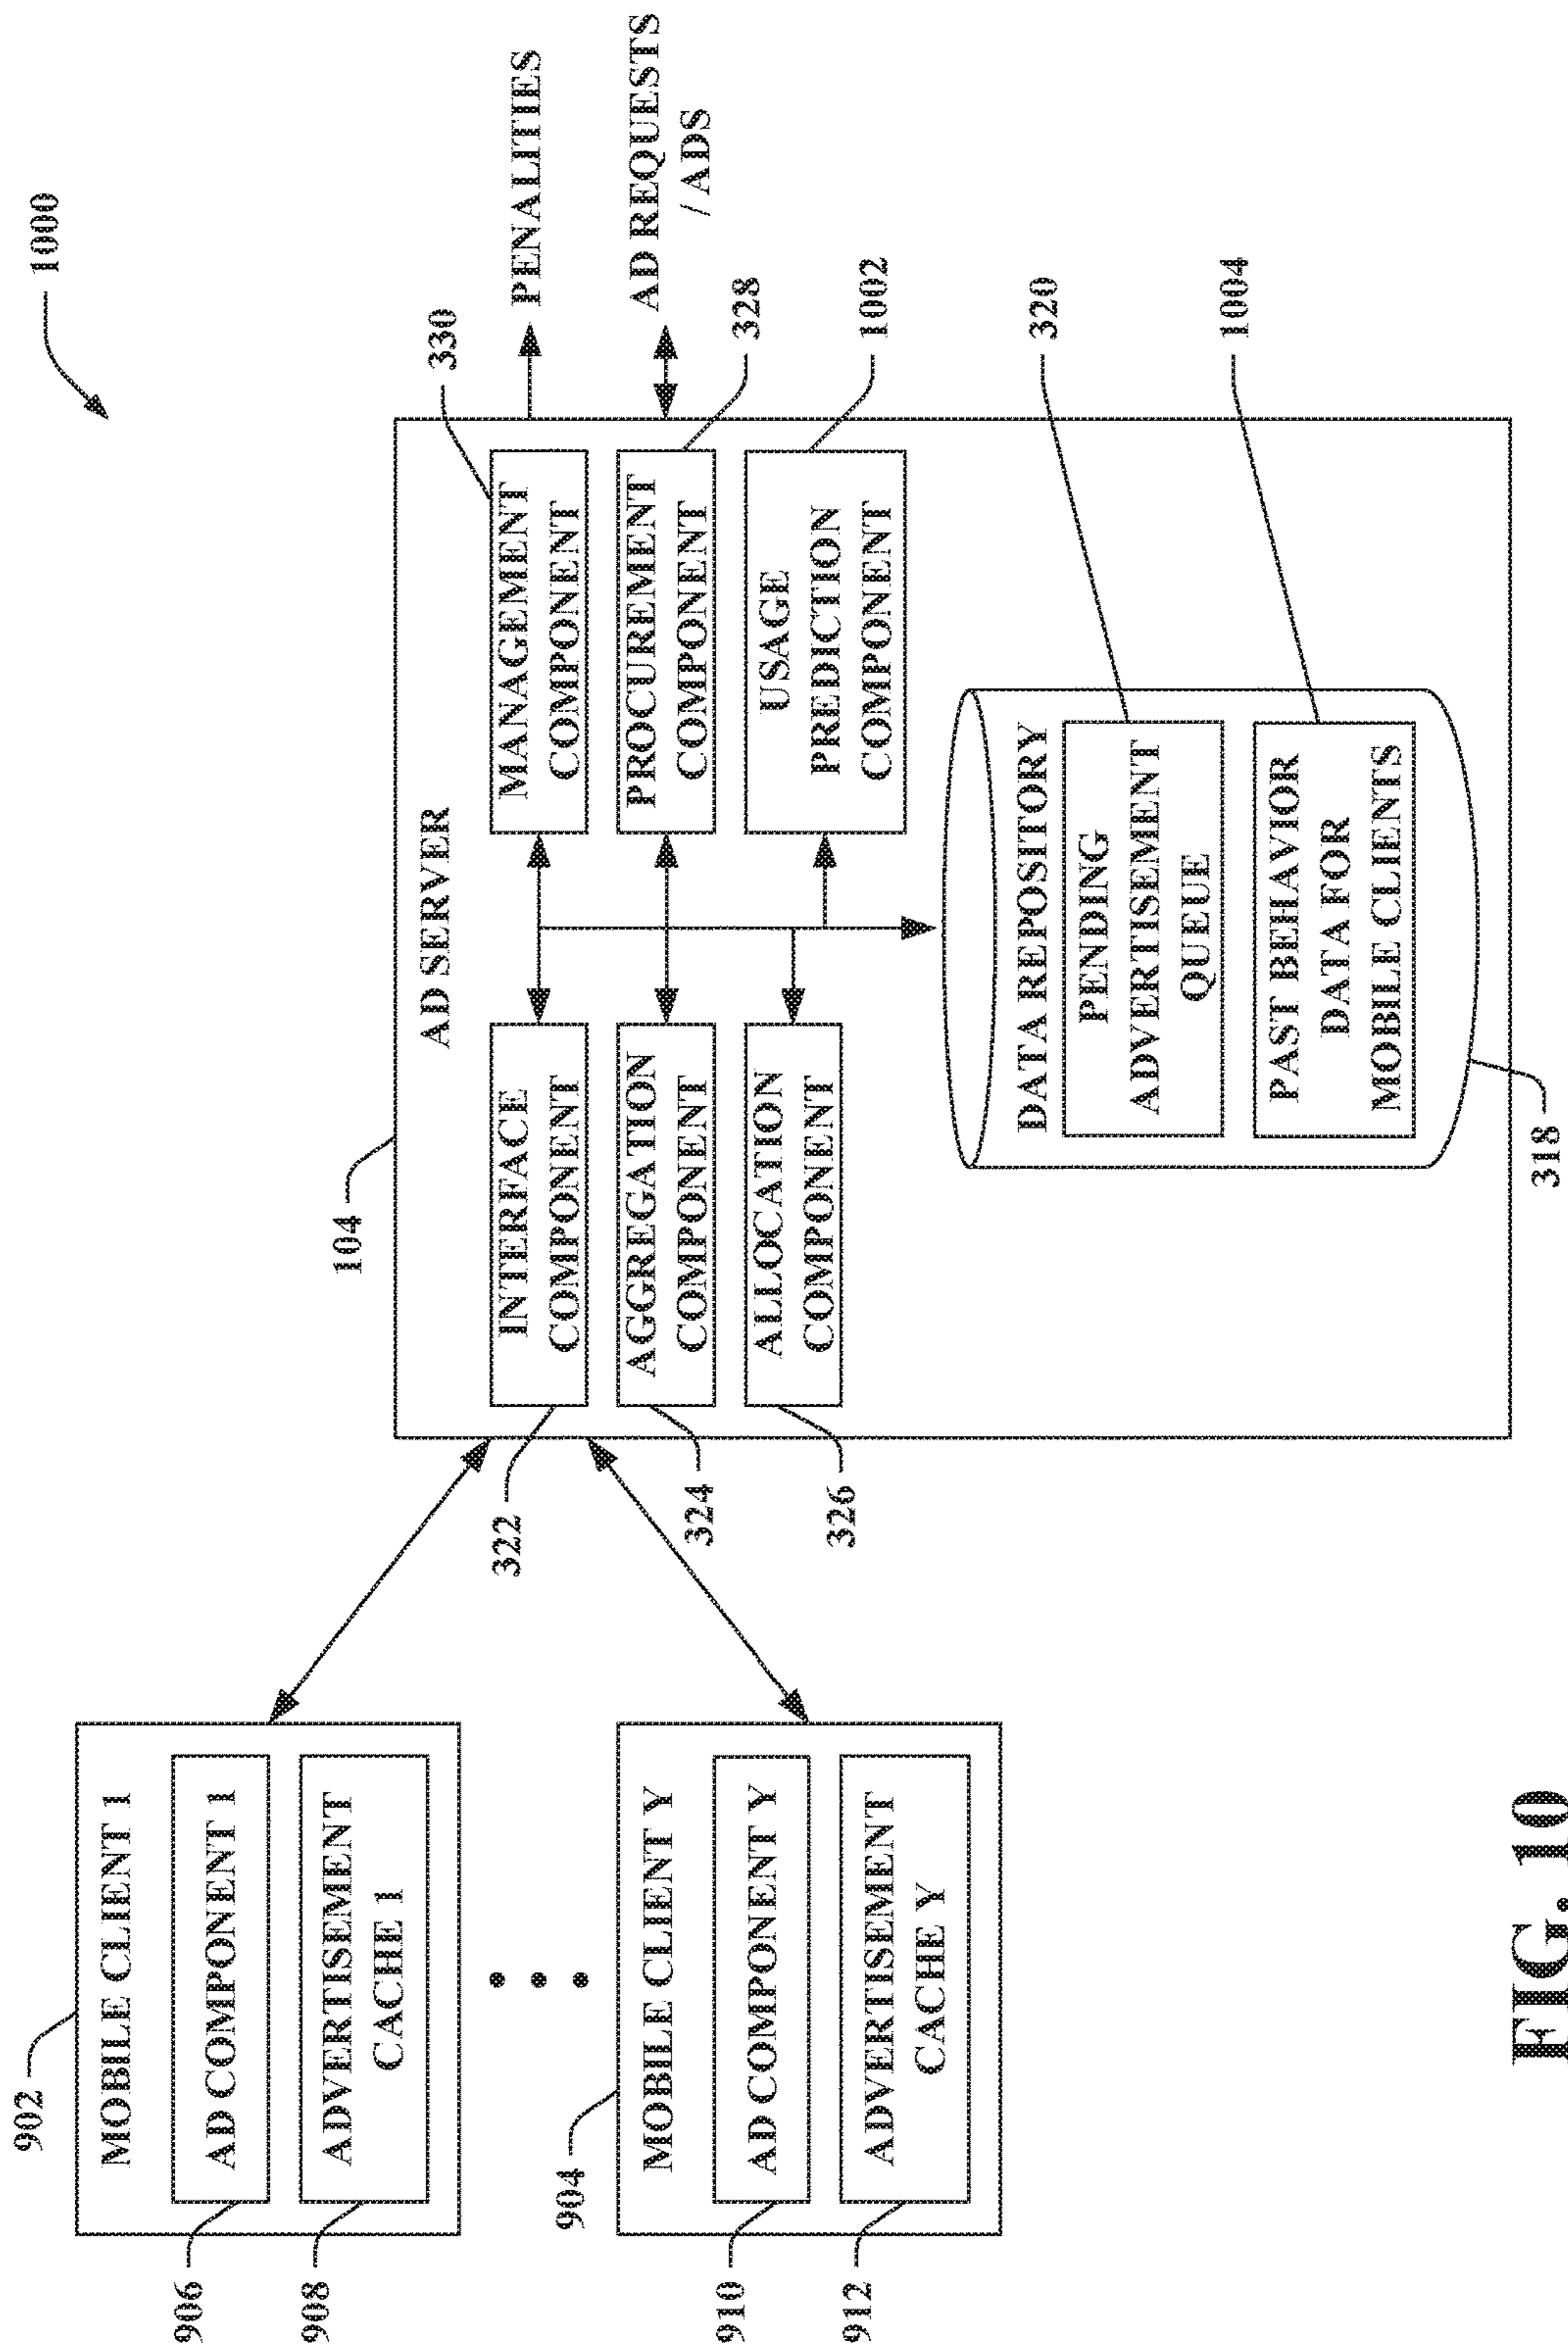 1000
902
MOBILE CLIENT 1
906
AD COMPONENT 1
908
ADVERTISEMENT
CACHE 1
904
MOBILE CLIENT Y
910
AD COMPONENT Y
912
ADVERTISEMENT
CACHE Y
104
AD SERVER
322
INTERFACE
COMPONENT
330
MANAGEMENT
COMPONENT
PENALITIES
324
AGGREGATION
COMPONENT
328
PROCUREMENT
COMPONENT
AD REQUESTS
/ ADS
326
ALLOCATION
COMPONENT
1002
USAGE
PREDICTION
COMPONENT
318
DATA REPOSITORY
320
PENDING
ADVERTISEMENT
QUEUE
1004
PAST BEHAVIOR
DATA FOR
MOBILE CLIENTS
FIG. 10